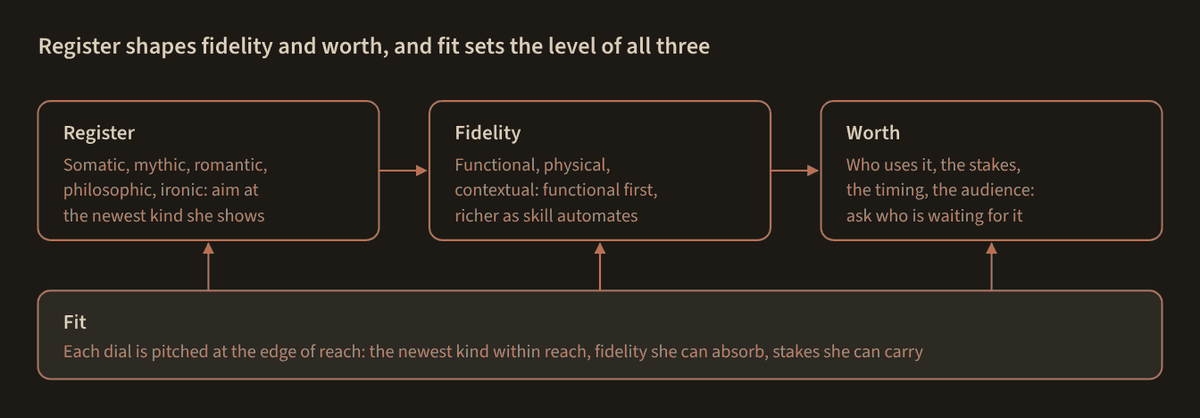 Register shapes fidelity and worth, and fit sets the level of all three
Register
Somatic, mythic, romantic,
philosophic, ironic: aim at
the newest kind she shows
Fidelity
Functional, physical,
contextual: functional first,
richer as skill automates
Worth
Who uses it, the stakes,
the timing, the audience:
ask who is waiting for it
Fit
Each dial is pitched at the edge of reach: the newest kind within reach, fidelity she can absorb, stakes she can carry